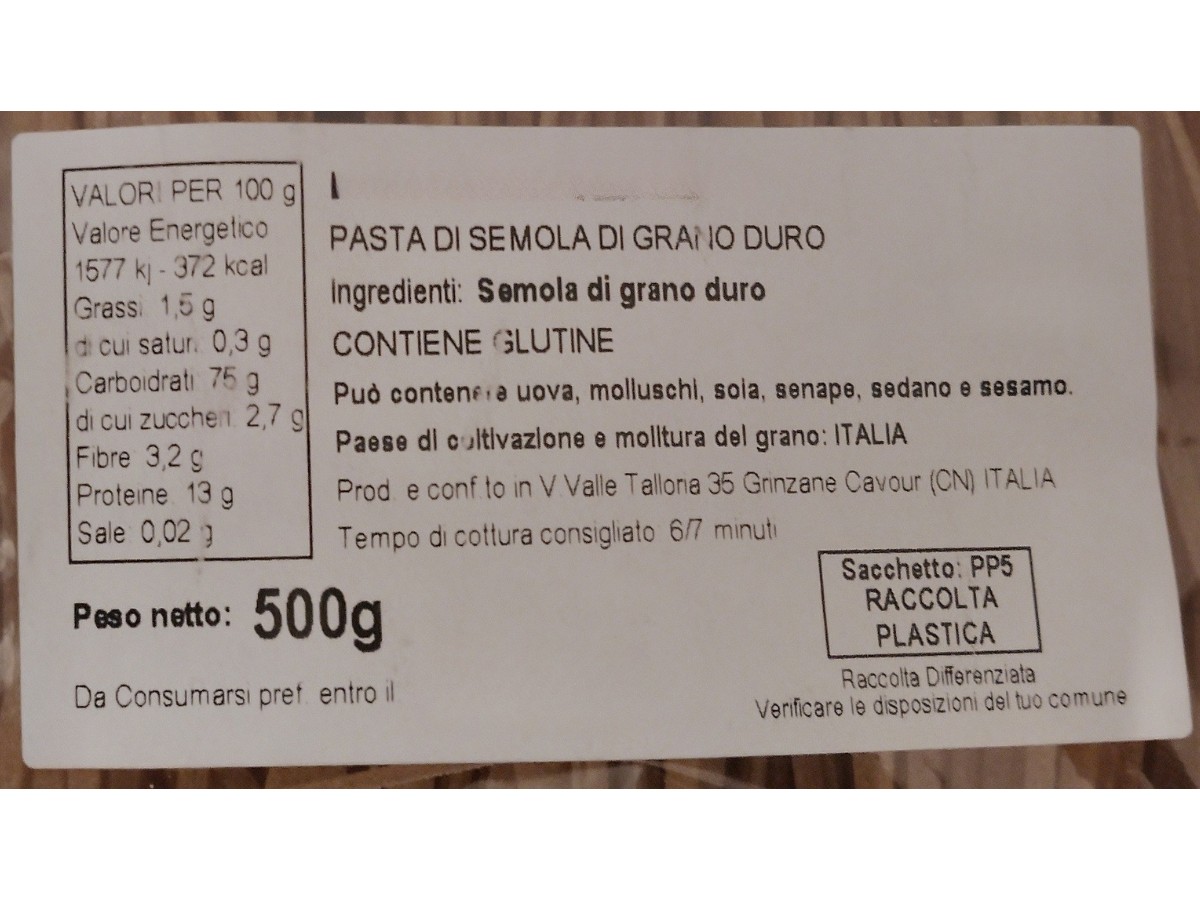 VALORI PER 100 g
Valore Energetico
1577 kj - 372 kcal
Grassi 1,5 g
di cui saturi 0,3 g
Carboidrati 75 g
di cui zuccheri 2,7 g
Fibre 3,2 g
Proteine 13 g
Sale 0,02 g
PASTA DI SEMOLA DI GRANO DURO
Ingredienti: Semola di grano duro
CONTIENE GLUTINE
Può contenere uova, molluschi, soia, senape, sedano e sesamo.
Paese di coltivazione e molitura del grano: ITALIA
Prod. e conf.to in V.Valle Talloria 35 Grinzane Cavour (CN) ITALIA
Tempo di cottura consigliato 6/7 minuti
Peso netto: 500g
Da Consumarsi pref. entro il
Sacchetto: PP5
RACCOLTA
PLASTICA
Raccolta Differenziata
Verificare le disposizioni del tuo comune